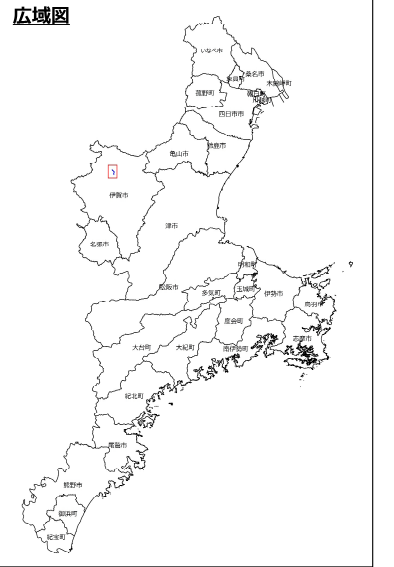 広域図
いなべ市
東員町
桑名市
木曽岬町
菰野町
朝日町
川越町
四日市市
鈴鹿市
亀山市
伊賀市
津市
名張市
松阪市
多気町
明和町
玉城町
伊勢市
鳥羽市
度会町
志摩市
大台町
大紀町
南伊勢町
紀北町
尾鷲市
熊野市
御浜町
紀宝町